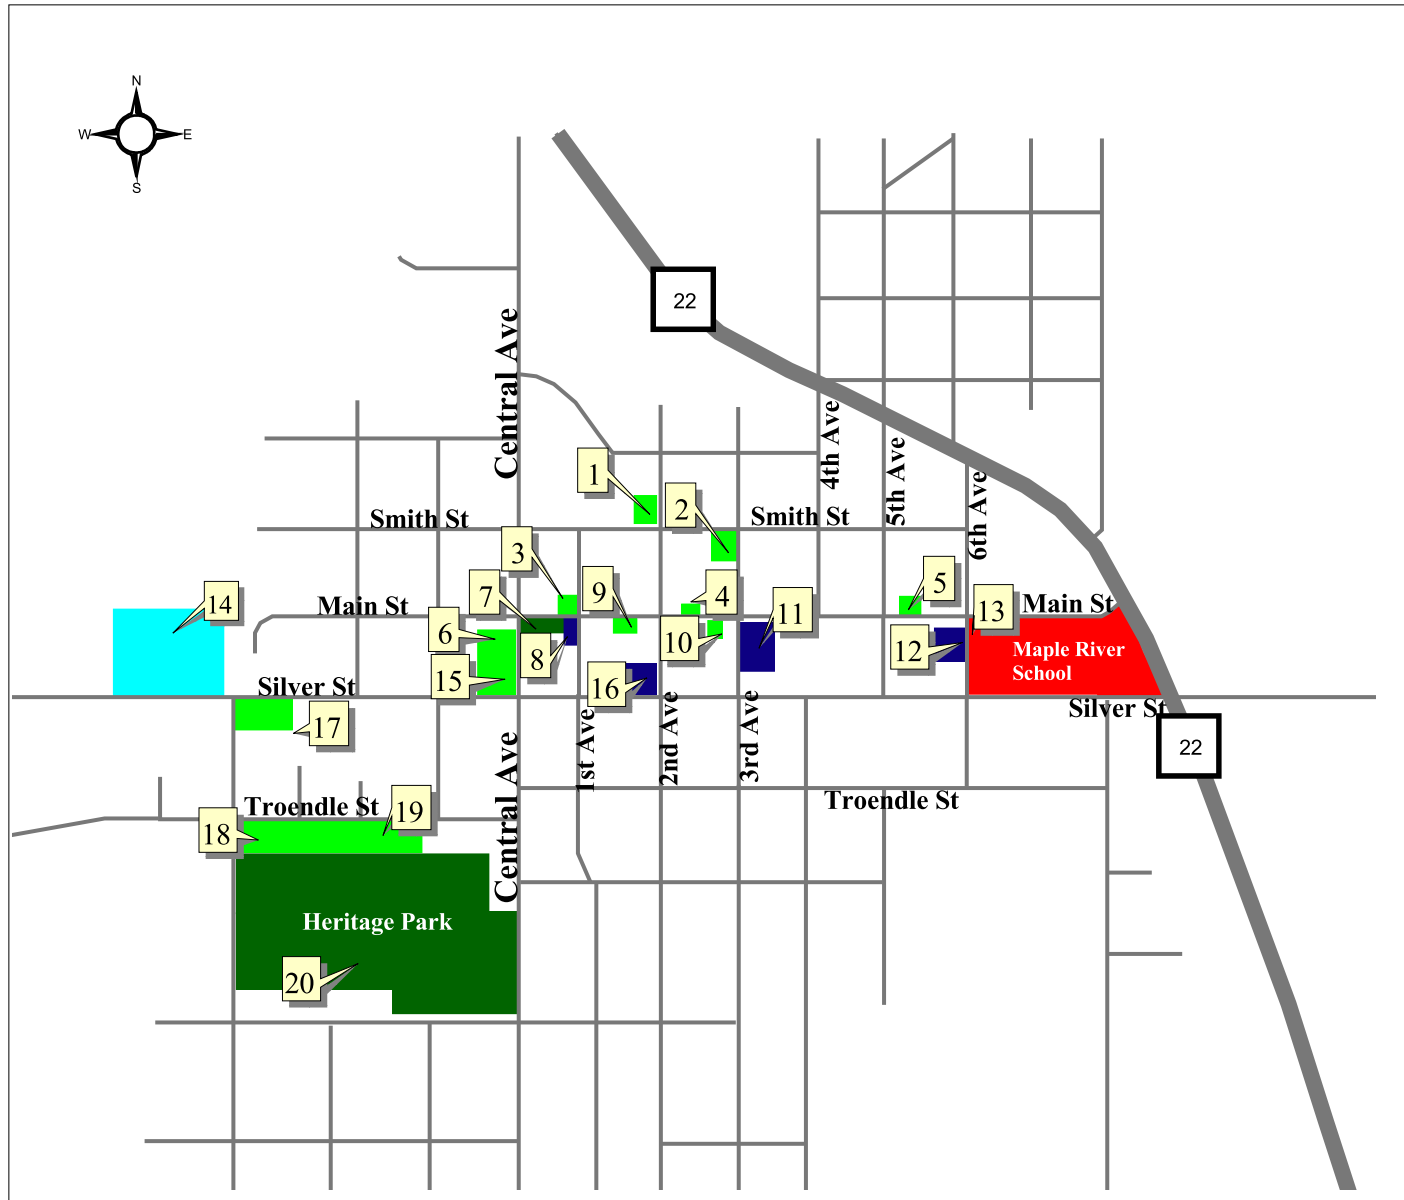 N
W E
S
22
Central Ave
4th Ave
5th Ave
6th Ave
1
2
Smith St
Smith St
3
4
5
7
9
11
13
14
Main St
Main St
6
8
10
12
Maple River
School
15
16
Silver St
Silver St
17
1st Ave
2nd Ave
3rd Ave
22
Troendle St
Troendle St
18
19
Central Ave
Heritage Park
20